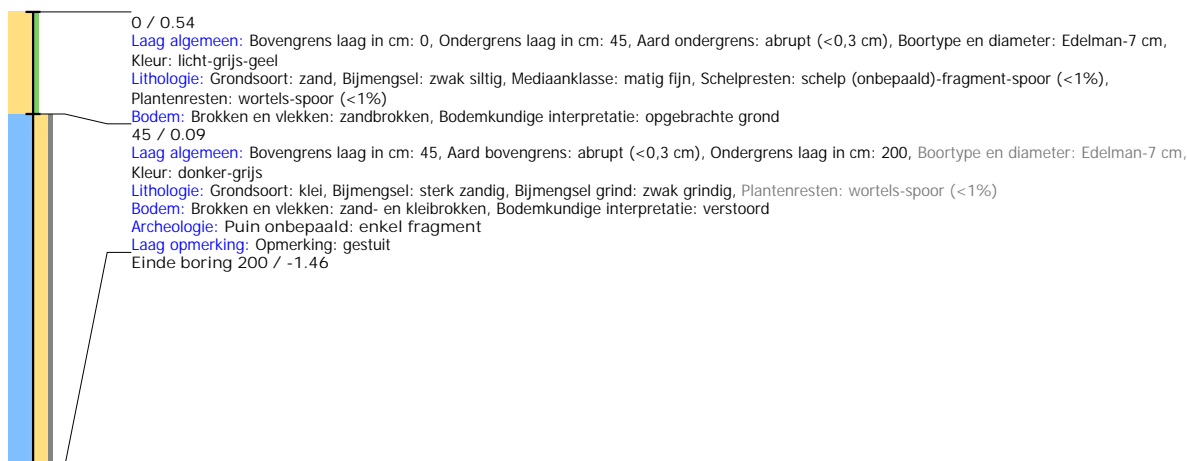 0 / 0.54
Laag algemeen: Bovengrens laag in cm: 0, Ondergrens laag in cm: 45, Aard ondergrens: abrupt (<0,3 cm), Boortype en diameter: Edelman-7 cm,
Kleur: licht-grijs-geel
Lithologie: Grondsoort: zand, Bijmengsel: zwak siltig, Mediaanklasse: matig fijn, Schelpresten: schelp (onbepaald)-fragment-spoor (<1%),
Plantenresten: wortels-spoor (<1%)
Bodem: Brokken en vlekken: zandbrokken, Bodemkundige interpretatie: opgebrachte grond
45 / 0.09
Laag algemeen: Bovengrens laag in cm: 45, Aard bovengrens: abrupt (<0,3 cm), Ondergrens laag in cm: 200, Boortype en diameter: Edelman-7 cm,
Kleur: donker-grijs
Lithologie: Grondsoort: klei, Bijmengsel: sterk zandig, Bijmengsel grind: zwak grindig, Plantenresten: wortels-spoor (<1%)
Bodem: Brokken en vlekken: zand- en kleibrokken, Bodemkundige interpretatie: verstoord
Archeologie: Puin onbepaald: enkel fragment
Laag opmerking: Opmerking: gestuit
Einde boring 200 / -1.46